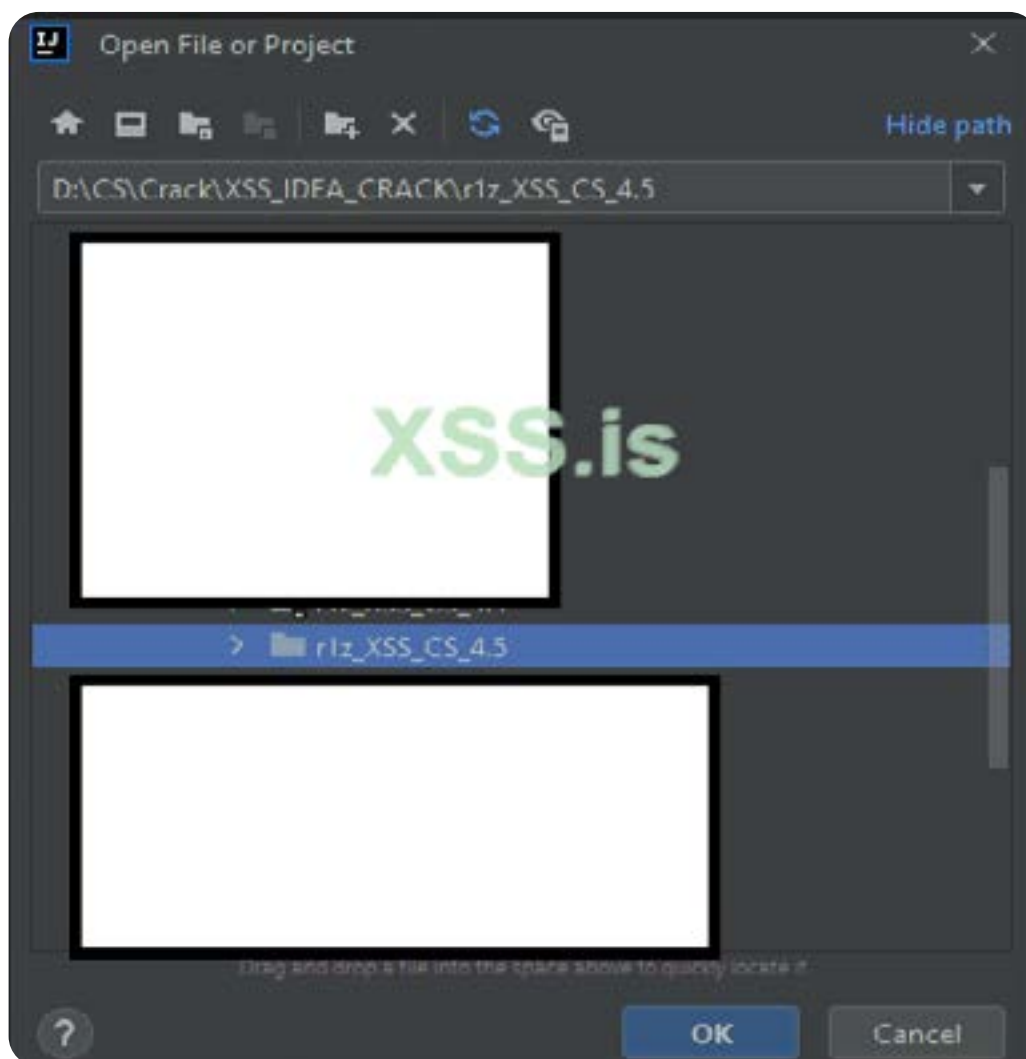 IJ
Open File or Project
Hide path
D:\CS\Crack\XSS_IDEA_CRACK\r1z_XSS_CS_4.5
XSS.is
r1z_XSS_CS_4.5
Drag and drop a file into the space above to quickly locate it
?
OK
Cancel